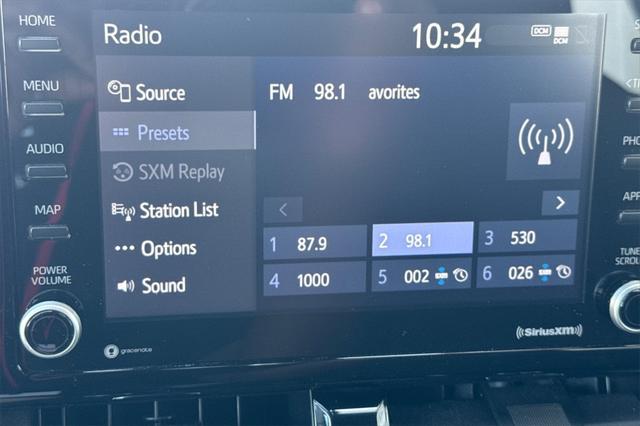 HOME
MENU
AUDIO
MAP
POWER
VOLUME
Radio
10:34
DCM
DCM
Source
Presets
SXM Replay
Station List
Options
Sound
FM 98.1 avorites
1 87.9
2 98.1
3 530
4 1000
5 002
6 026
gracenote
SiriusXM
PHO
APP
TUNE
SCROLL